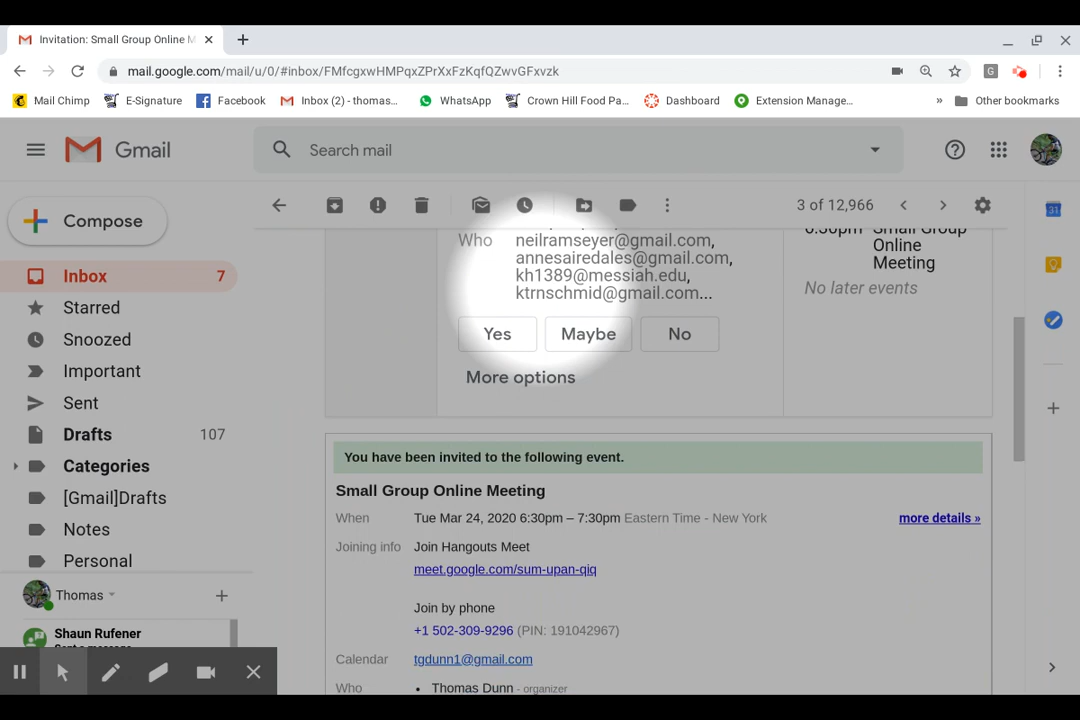 Invitation: Small Group Online M
mail.google.com/mail/u/0/#inbox/FMfcgxwHMPqxZPrXxFzKqfQZwvGFxvzk
G
Mail Chimp
E-Signature
Facebook
Inbox (2) - thomas...
WhatsApp
Crown Hill Food Pa...
Dashboard
Extension Manage...
»
Other bookmarks
Gmail
Search mail
Compose
3 of 12,966
Inbox 7
Starred
Snoozed
Important
Sent
Drafts 107
Categories
[Gmail]Drafts
Notes
Personal
Thomas
Shaun Rufener
Who neilramseyer@gmail.com,
annesairedales@gmail.com,
kh1389@messiah.edu,
ktrnschmid@gmail.com...
Yes Maybe No
More options
6:30pm Small Group
Online
Meeting
No later events
31
You have been invited to the following event.
Small Group Online Meeting
When Tue Mar 24, 2020 6:30pm – 7:30pm Eastern Time - New York
more details »
Joining info Join Hangouts Meet
meet.google.com/sum-upan-qiq
Join by phone
+1 502-309-9296 (PIN: 191042967)
Calendar tgdunn1@gmail.com
Who • Thomas Dunn - organizer